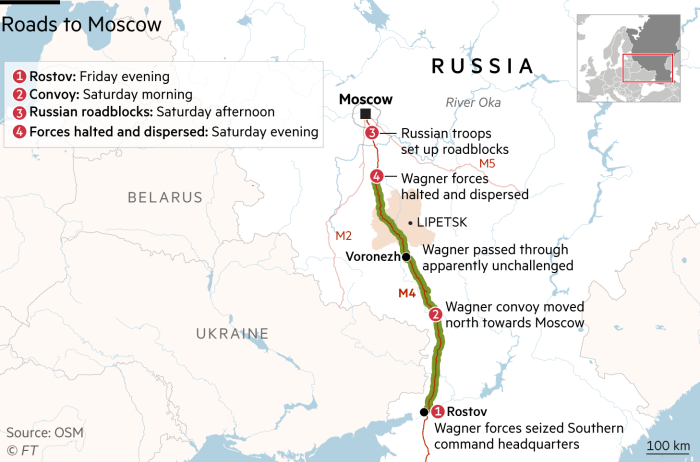 Roads to Moscow
1 Rostov: Friday evening
2 Convoy: Saturday morning
3 Russian roadblocks: Saturday afternoon
4 Forces halted and dispersed: Saturday evening
RUSSIA
Moscow
River Oka
3
Russian troops
set up roadblocks
M5
4
Wagner forces
halted and dispersed
BELARUS
LIPETSK
M2
Voronezh
Wagner passed through
apparently unchallenged
M4
2
Wagner convoy moved
north towards Moscow
UKRAINE
1 Rostov
Wagner forces seized Southern
command headquarters
Source: OSM
© FT
100 km